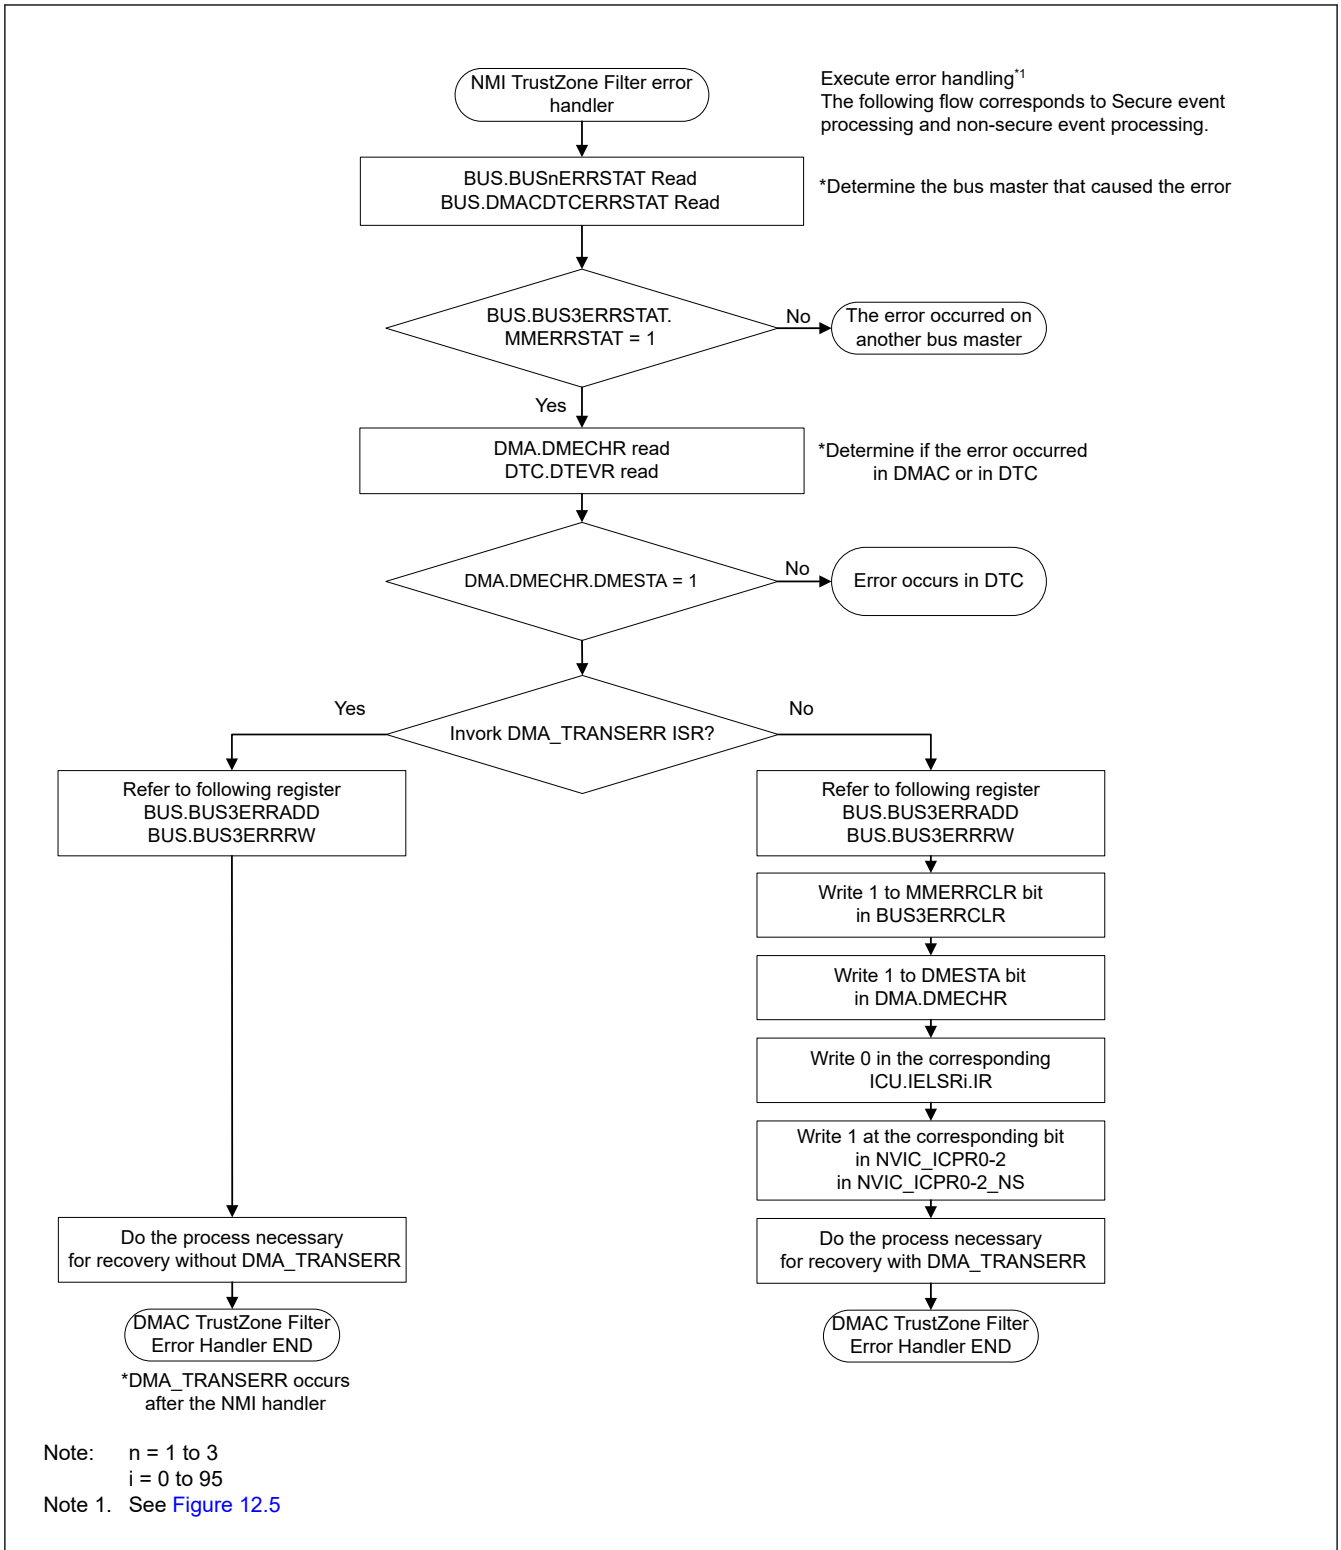 NMI TrustZone Filter error
handler
Execute error handling*1
The following flow corresponds to Secure event
processing and non-secure event processing.
BUS.BUSnERRSTAT Read
BUS.DMACDTCERRSTAT Read
*Determine the bus master that caused the error
BUS.BUS3ERRSTAT.
MMERRSTAT = 1
No
The error occurred on
another bus master
Yes
DMA.DMECHR read
DTC.DTEVR read
*Determine if the error occurred
in DMAC or in DTC
DMA.DMECHR.DMESTA = 1
No
Error occurs in DTC
Yes
Invork DMA_TRANSERR ISR?
No
Refer to following register
BUS.BUS3ERRADD
BUS.BUS3ERRRW
Refer to following register
BUS.BUS3ERRADD
BUS.BUS3ERRRW
Write 1 to MMERRCLR bit
in BUS3ERRCLR
Write 1 to DMESTA bit
in DMA.DMECHR
Write 0 in the corresponding
ICU.IELSRi.IR
Write 1 at the corresponding bit
in NVIC_ICPR0-2
in NVIC_ICPR0-2_NS
Do the process necessary
for recovery without DMA_TRANSERR
Do the process necessary
for recovery with DMA_TRANSERR
DMAC TrustZone Filter
Error Handler END
DMAC TrustZone Filter
Error Handler END
*DMA_TRANSERR occurs
after the NMI handler
Note: n = 1 to 3
i = 0 to 95
Note 1. See Figure 12.5